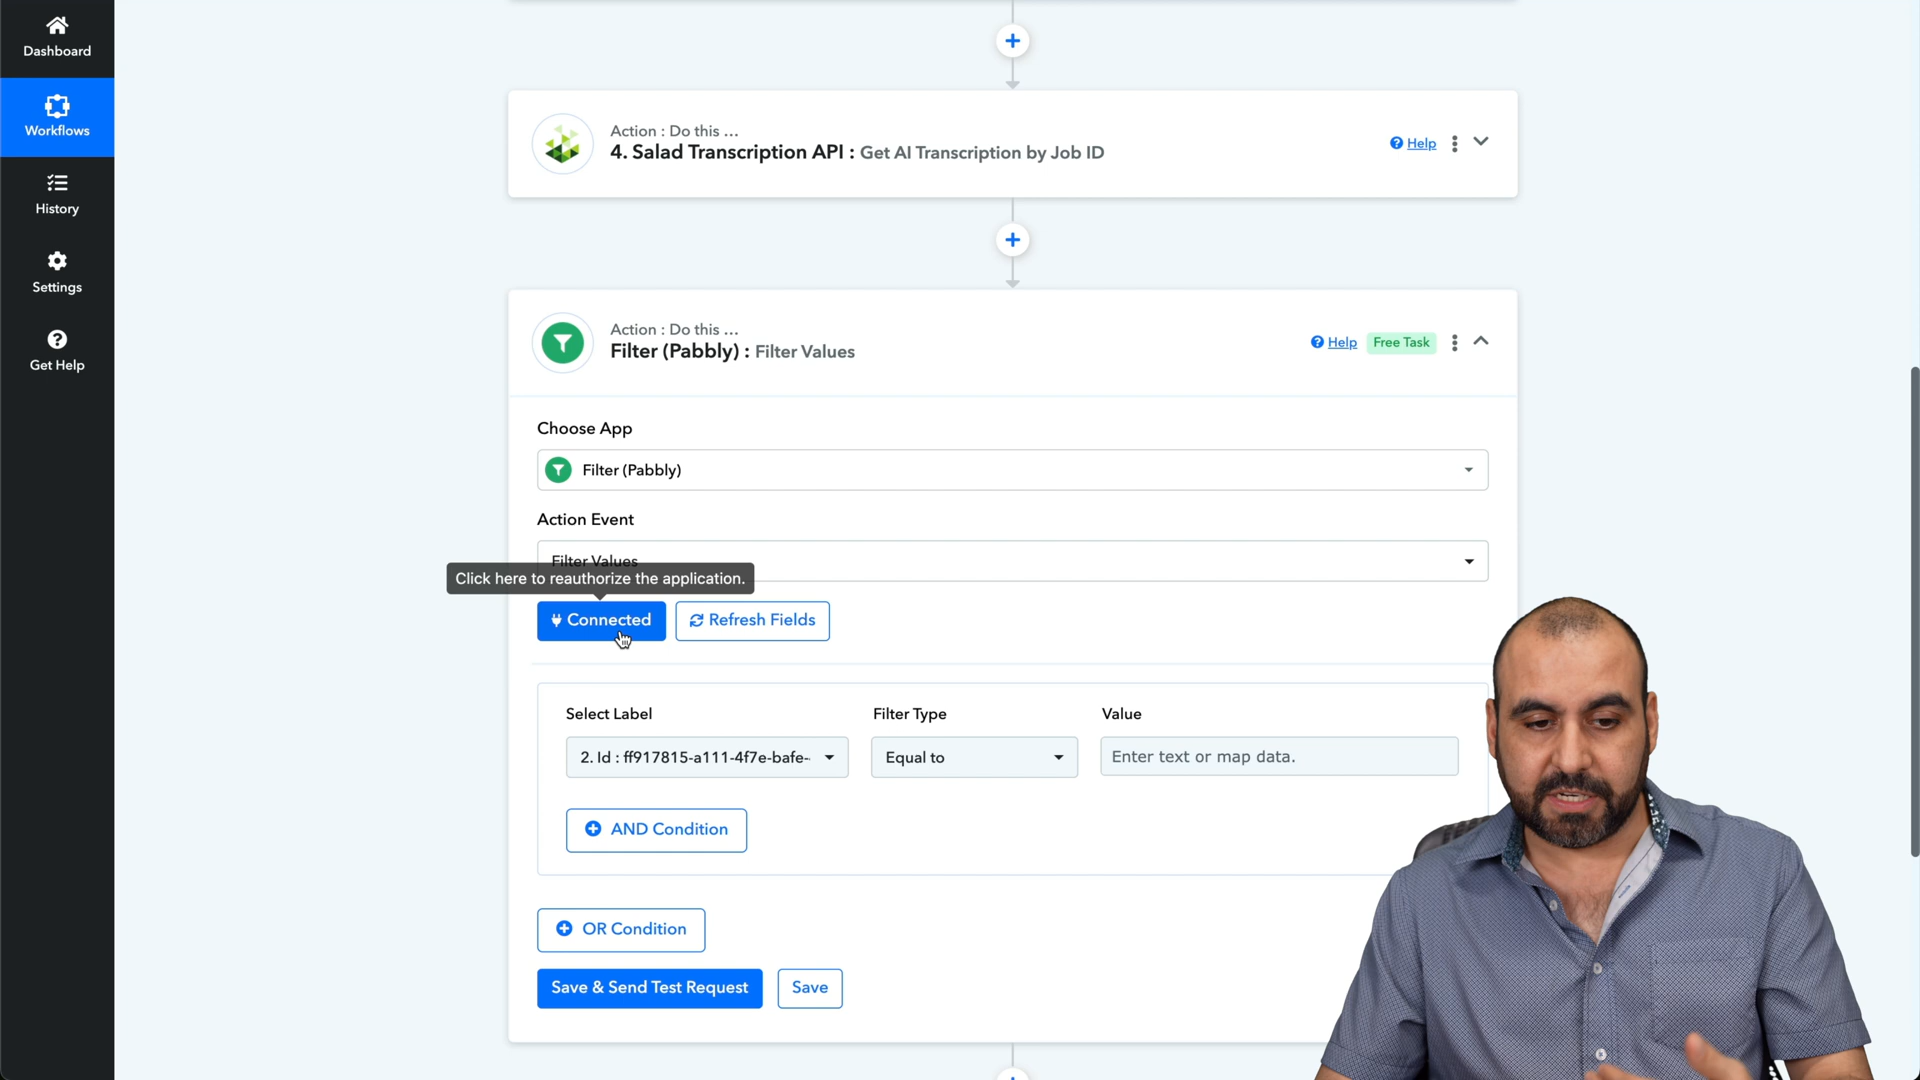 Dashboard
Workflows
History
Settings
Get Help
Action : Do this ...
4. Salad Transcription API : Get AI Transcription by Job ID
Help
Action : Do this ...
Filter (Pabbly) : Filter Values
Help
Free Task
Choose App
Filter (Pabbly)
Action Event
Filter Values
Click here to reauthorize the application.
Connected
Refresh Fields
Select Label
Filter Type
Value
2. Id : ff917815-a111-4f7e-bafe-
Equal to
Enter text or map data.
AND Condition
OR Condition
Save & Send Test Request
Save